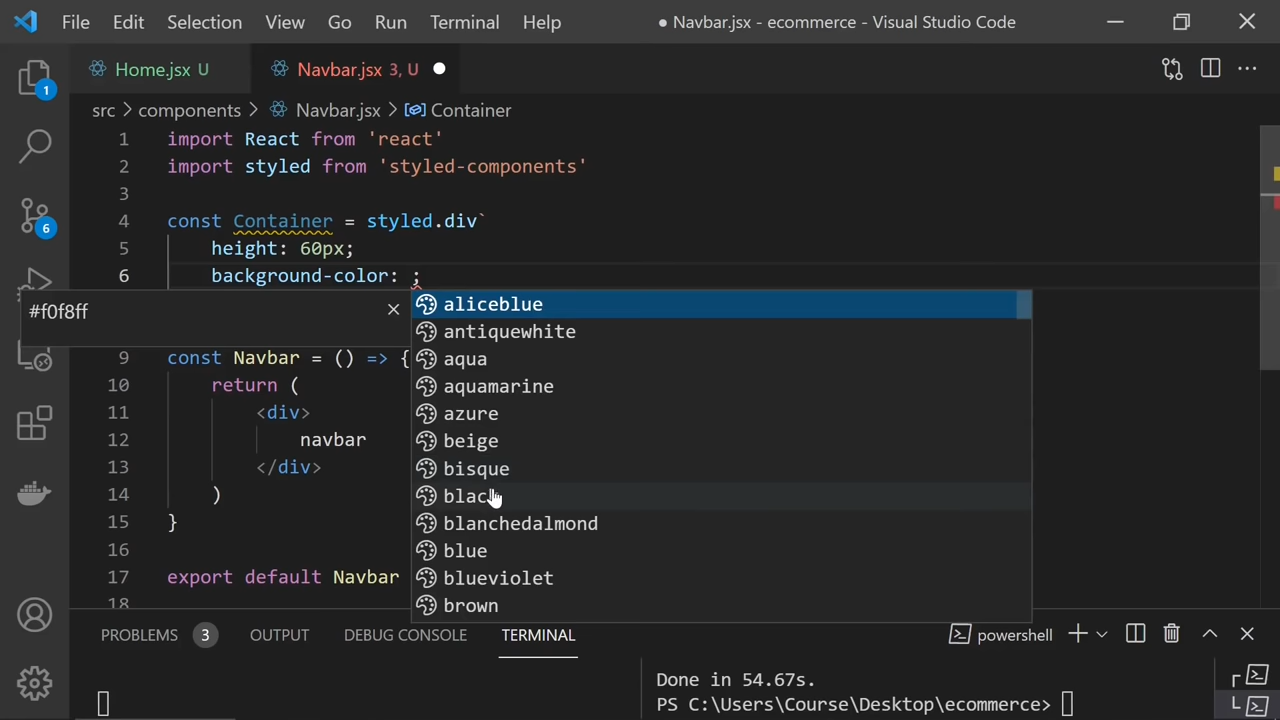 File Edit Selection View Go Run Terminal Help ● Navbar.jsx - ecommerce - Visual Studio Code
Home.jsx U Navbar.jsx 3, U
src > components > Navbar.jsx > Container
1 import React from 'react'
2 import styled from 'styled-components'
3
4 const Container = styled.div`
5 height: 60px;
6 background-color: ;
#f0f8ff
aliceblue
antiquewhite
aqua
aquamarine
azure
beige
bisque
black
blanchedalmond
blue
blueviolet
brown
9 const Navbar = () => {
10 return (
11 <div>
12 navbar
13 </div>
14 )
15 }
16
17 export default Navbar
18
1
6
PROBLEMS 3 OUTPUT DEBUG CONSOLE TERMINAL powershell
Done in 54.67s.
PS C:\Users\Course\Desktop\ecommerce>